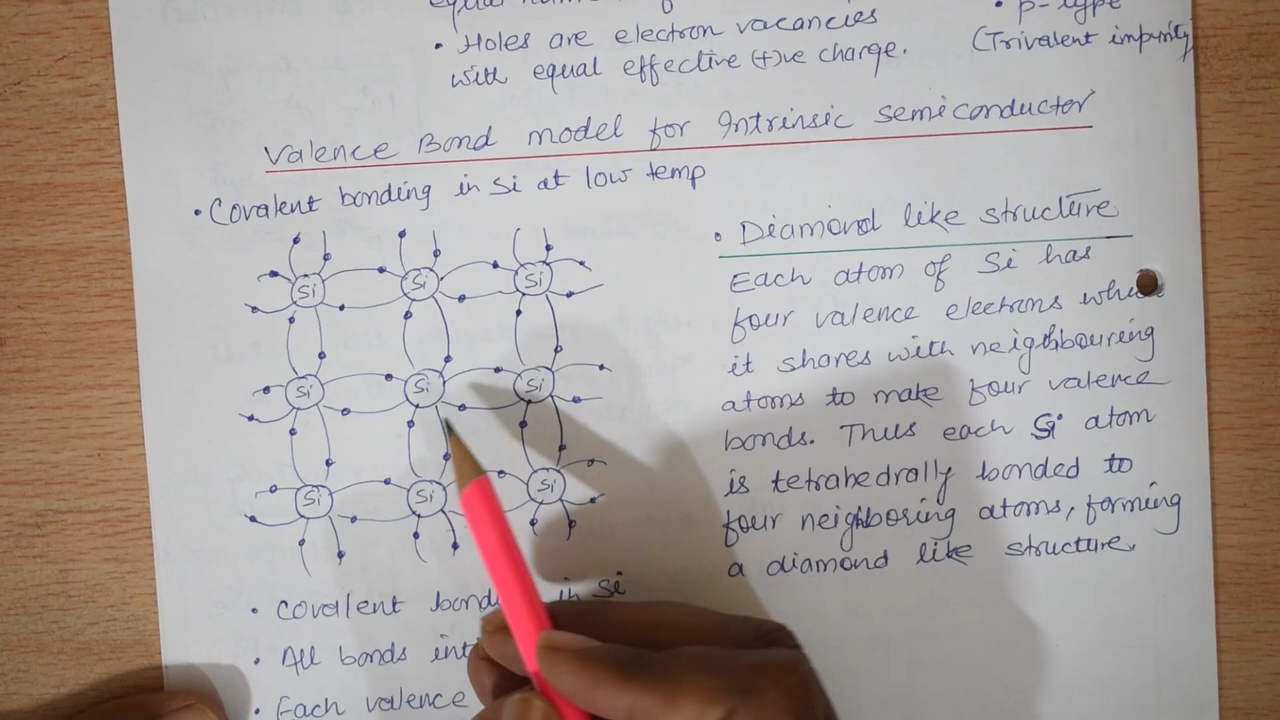 equal
• Holes are electron vacancies
with equal effective (+)ve charge.
• p-type
(Trivalent impurity
Valence Bond model for Intrinsic semiconductor
• Covalent bonding in Si at low temp
Si Si Si
Si Si Si
Si Si Si
• Diamond like structure
Each atom of Si has
four valence electrons
it shares with neighbouring
atoms to make four valence
bonds. Thus each Si atom
is tetrahedrally bonded to
four neighboring atoms, forming
a diamond like structure.
• Covalent in Si
• All bonds
• Each valence